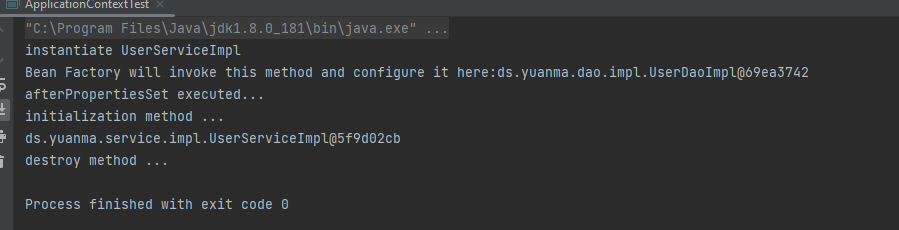 ApplicationContextTest
"C:\Program Files\Java\jdk1.8.0_181\bin\java.exe" ...
instantiate UserServiceImpl
Bean Factory will invoke this method and configure it here:ds.yuanma.dao.impl.UserDaoImpl@69ea3742
afterPropertiesSet executed...
initialization method ...
ds.yuanma.service.impl.UserServiceImpl@5f9d02cb
destroy method ...
Process finished with exit code 0